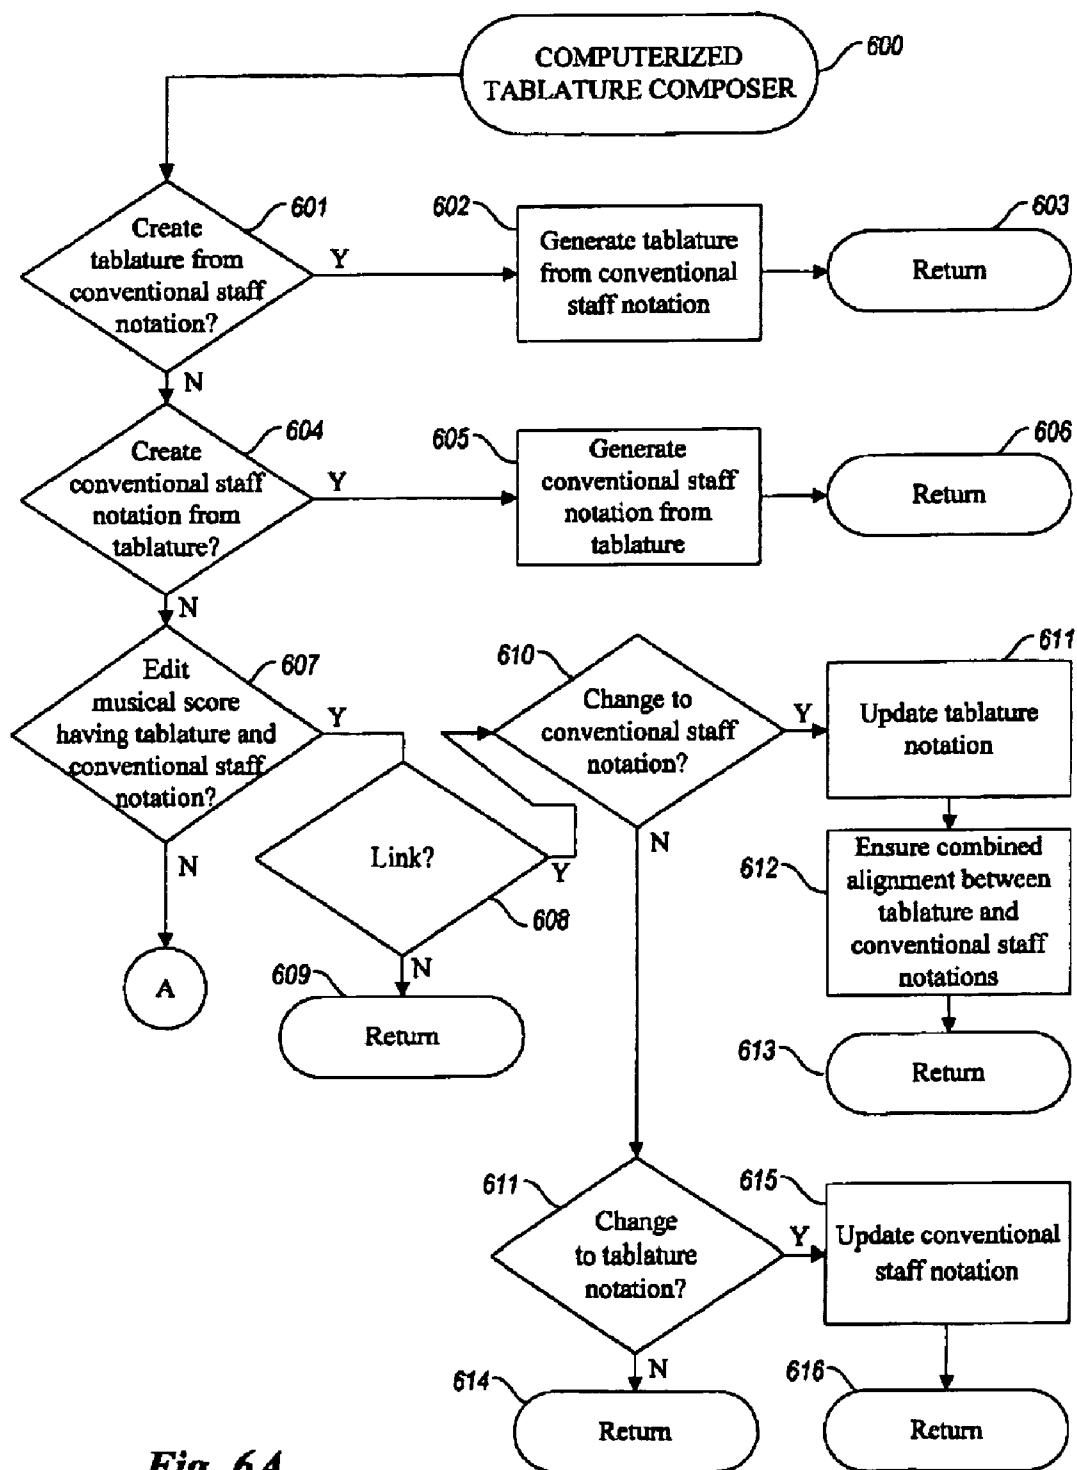 COMPUTERIZED
TABLATURE COMPOSER
600
601
Create
tablature from
conventional staff
notation?
Y
602
Generate tablature
from conventional
staff notation
603
Return
N
604
Create
conventional staff
notation from
tablature?
Y
605
Generate
conventional staff
notation from
tablature
606
Return
N
607
Edit
musical score
having tablature and
conventional staff
notation?
Y
610
Change to
conventional staff
notation?
Y
611
Update tablature
notation
N
A
Link?
Y
608
N
609
Return
N
612
Ensure combined
alignment between
tablature and
conventional staff
notations
613
Return
611
Change
to tablature
notation?
Y
615
Update conventional
staff notation
N
614
Return
616
Return
Fig. 6A